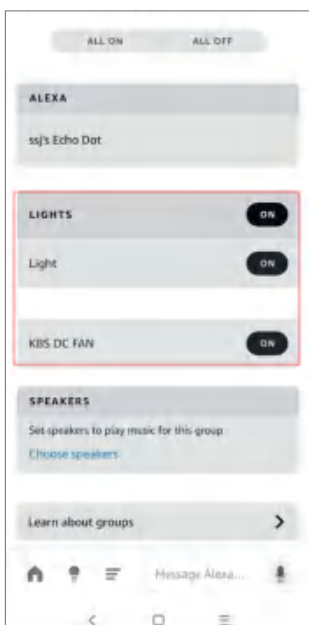 ALL ON ALL OFF
ALEXA
ssj's Echo Dot
LIGHTS ON
Light ON
KBS DC FAN ON
SPEAKERS
Set speakers to play music for this group
Choose speakers
Learn about groups
Message Alexa...